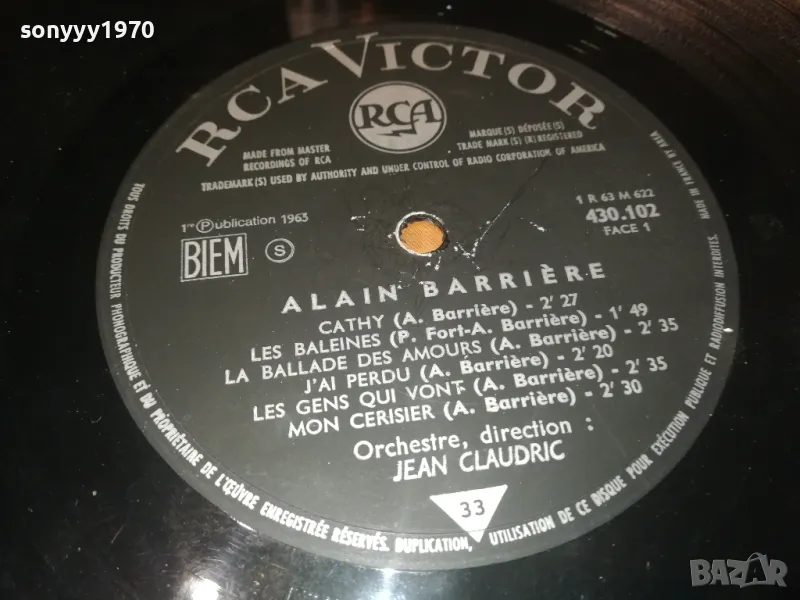 sonyyy1970
RCA VICTOR
RCA
MADE FROM MASTER
RECORDINGS OF RCA
MARQUE(S) DÉPOSÉE(S)
TRADE MARK(S) (R) REGISTERED
TRADEMARK(S) USED BY AUTHORITY AND UNDER CONTROL OF RADIO CORPORATION OF AMERICA
1re Ⓟublication 1963
BIEM
S
1 R 63 M 622
430.102
FACE 1
ALAIN BARRIÈRE
CATHY (A. Barrière) - 2' 27
LES BALEINES (P. Fort-A. Barrière) - 1' 49
LA BALLADE DES AMOURS (A. Barrière) - 2' 35
J'AI PERDU (A. Barrière) - 2' 20
LES GENS QUI VONT (A. Barrière) - 2' 35
MON CERISIER (A. Barrière) - 2' 30
Orchestre, direction :
JEAN CLAUDRIC
33
TOUS DROITS DU PRODUCTEUR PHONOGRAPHIQUE ET DU PROPRIÉTAIRE DE L'ŒUVRE ENREGISTRÉE RÉSERVÉS. DUPLICATION, UTILISATION DE CE DISQUE POUR EXÉCUTION PUBLIQUE ET RADIODIFFUSION INTERDITES.
MADE IN FRANCE BY AREA
BAZAR